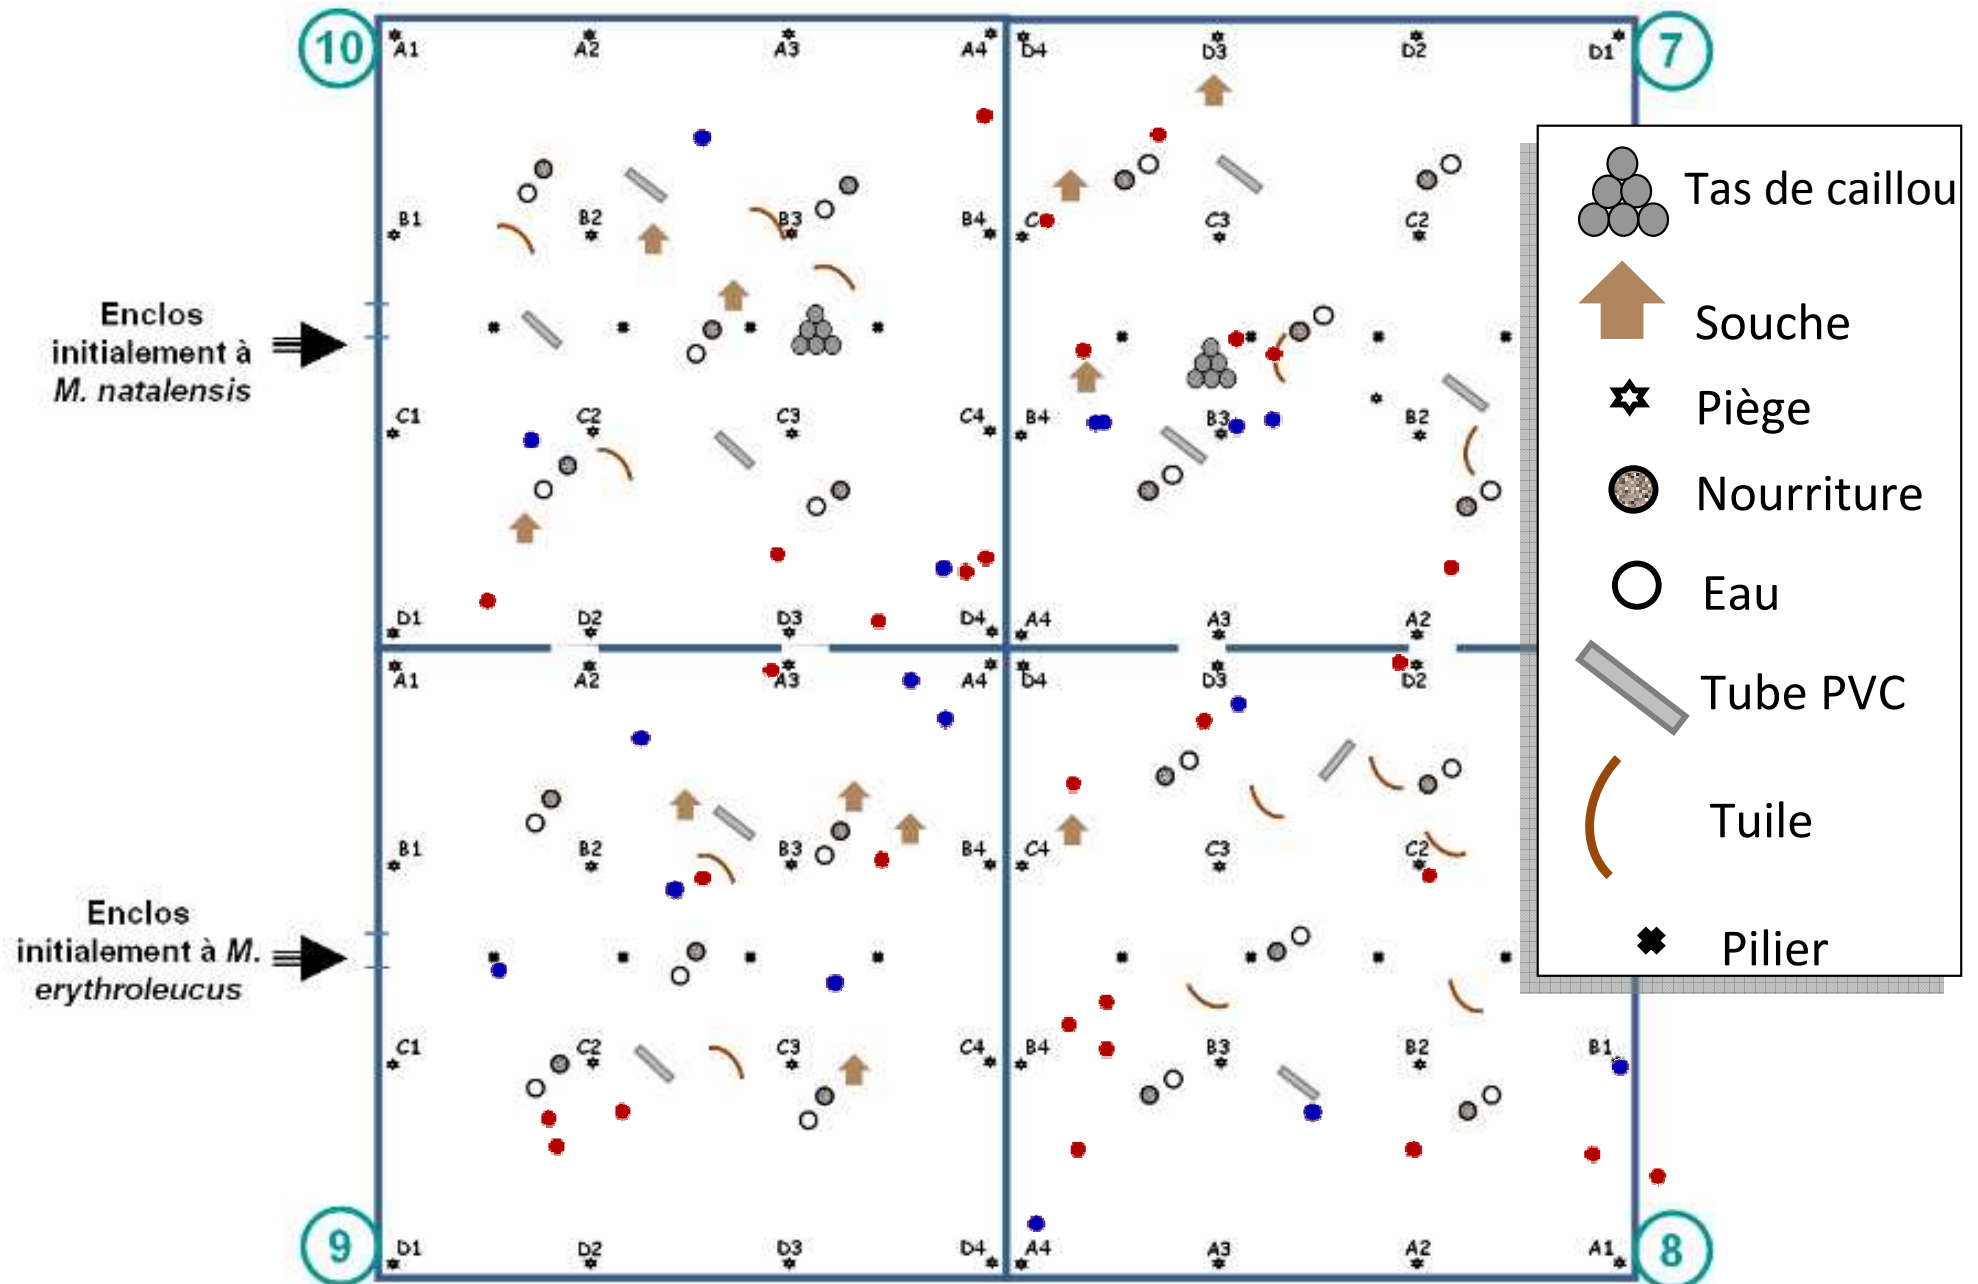 10
A1
A2
A3
A4
D4
D3
D2
D1
7
B1
B2
B3
B4
C
C3
C2
Enclos
initialement à
M. natalensis
C1
C2
C3
C4
B4
B3
B2
D1
D2
D3
D4
A4
A3
A2
A1
A2
A3
A4
D4
D3
D2
B1
B2
B3
B4
C4
C3
C2
Enclos
initialement à M.
erythroleucus
C1
C2
C3
C4
B4
B3
B2
B1
9
D1
D2
D3
D4
A4
A3
A2
A1
8
Tas de caillou
Souche
Piège
Nourriture
Eau
Tube PVC
Tuile
Pilier